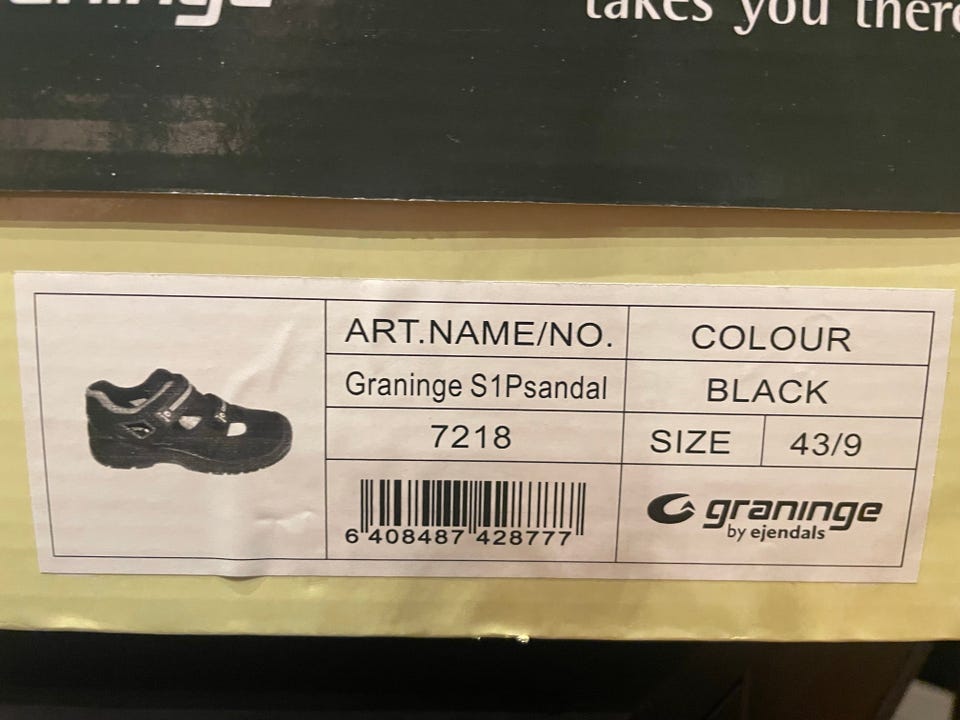 takes you there
ART.NAME/NO.
COLOUR
Graninge S1Psandal
BLACK
7218
SIZE
43/9
6 408487 428777
graninge
by ejendals